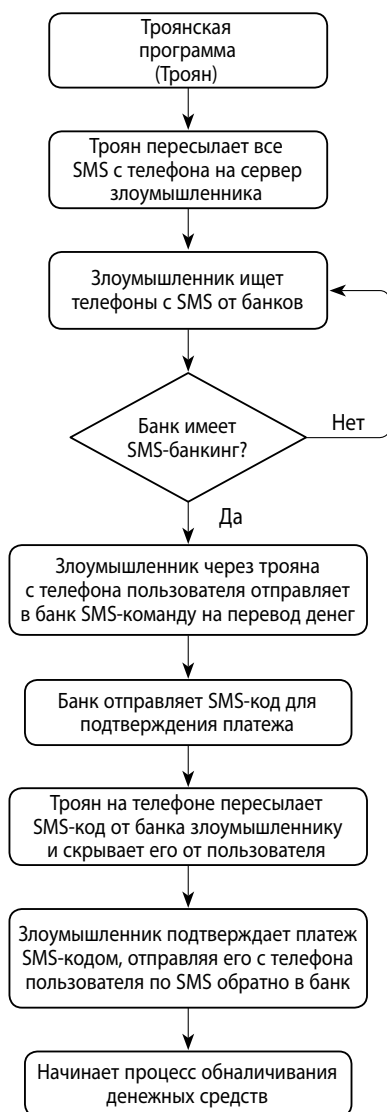 Троянская
программа
(Троян)
Троян пересылает все
SMS с телефона на сервер
злоумышленника
Злоумышленник ищет
телефоны с SMS от банков
Банк имеет
SMS-банкинг?
Нет
Да
Злоумышленник через трояна
с телефона пользователя отправляет
в банк SMS-команду на перевод денег
Банк отправляет SMS-код для
подтверждения платежа
Троян на телефоне пересылает
SMS-код от банка злоумышленнику
и скрывает его от пользователя
Злоумышленник подтверждает платеж
SMS-кодом, отправляя его с телефона
пользователя по SMS обратно в банк
Начинает процесс обналичивания
денежных средств